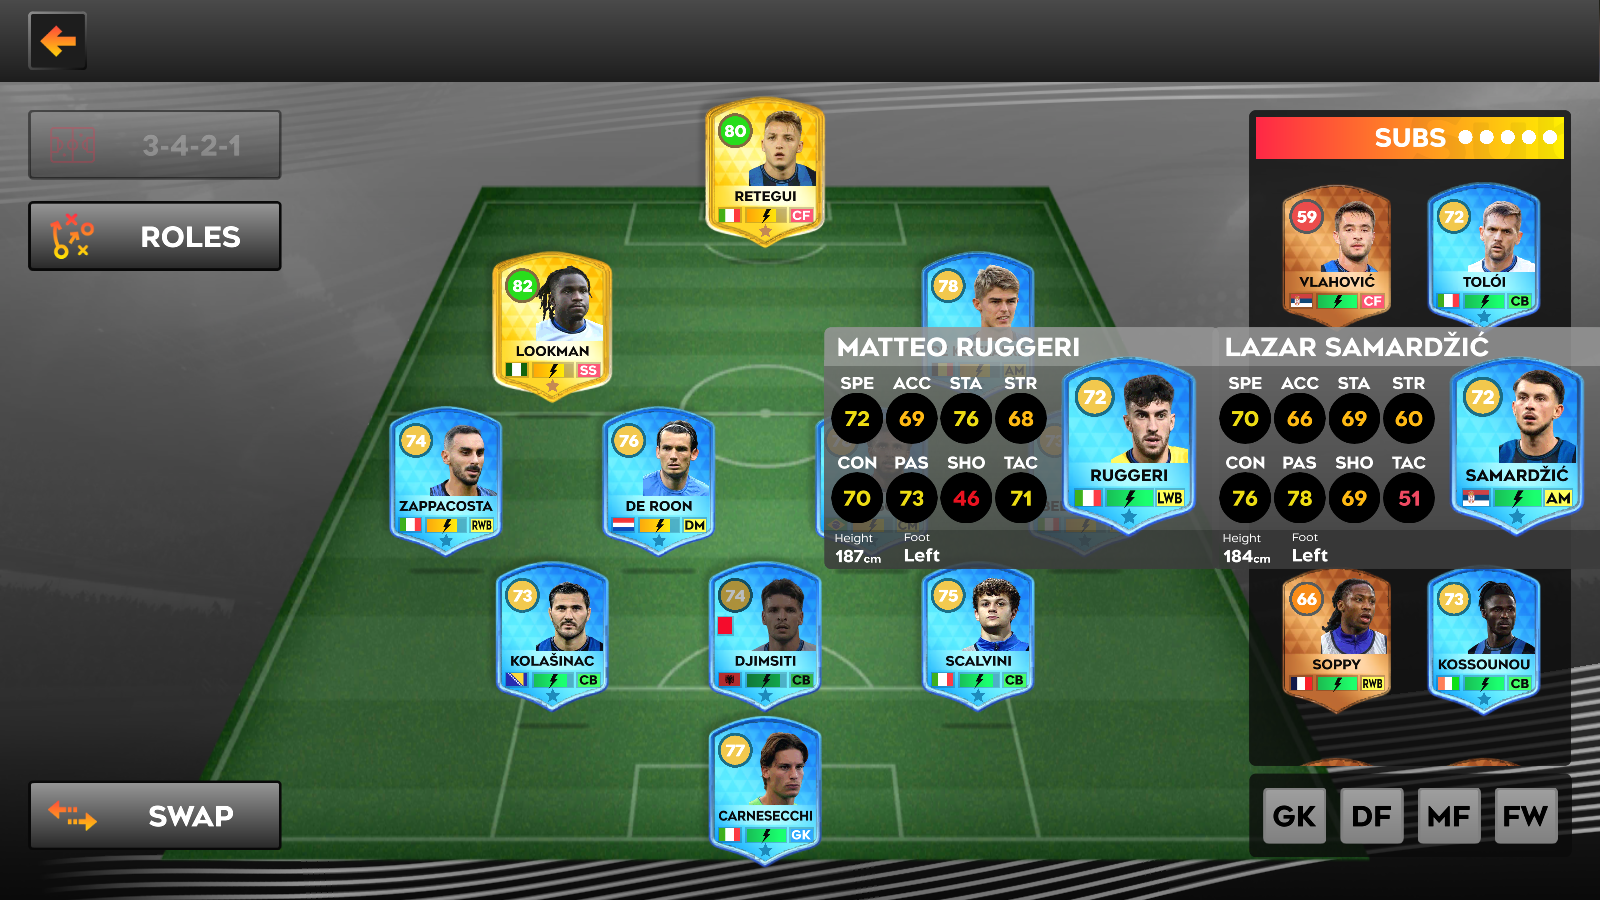 3-4-2-1
ROLES
SWAP
80
RETEGUI
CF
82
LOOKMAN
SS
78
AM
74
ZAPPACOSTA
RWB
76
DE ROON
DM
CM
73
KOLAŠINAC
CB
74
DJIMSITI
CB
75
SCALVINI
CB
77
CARNESECCHI
GK
MATTEO RUGGERI
SPE ACC STA STR
72 69 76 68
CON PAS SHO TAC
70 73 46 71
Height Foot
187cm Left
72
RUGGERI
LWB
LAZAR SAMARDŽIĆ
SPE ACC STA STR
70 66 69 60
CON PAS SHO TAC
76 78 69 51
Height Foot
184cm Left
72
SAMARDŽIĆ
AM
SUBS
59
VLAHOVIĆ
CF
72
TOLÓI
CB
66
SOPPY
RWB
73
KOSSOUNOU
CB
GK DF MF FW